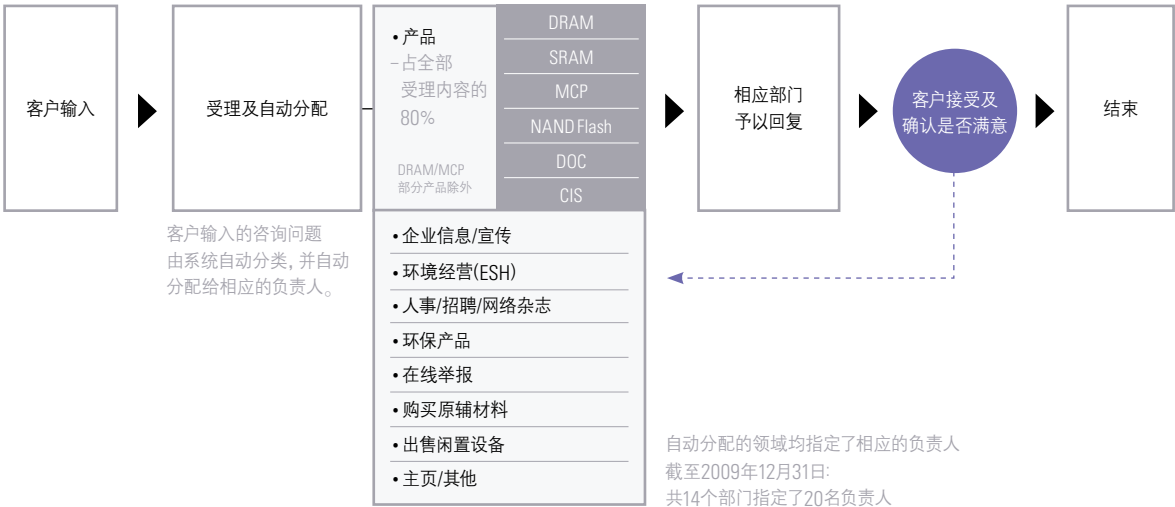 客户输入
受理及自动分配
客户输入的咨询问题
由系统自动分类, 并自动
分配给相应的负责人。
• 产品
– 占全部
受理内容的
80%
DRAM/MCP
部分产品除外
DRAM
SRAM
MCP
NAND Flash
DOC
CIS
• 企业信息/宣传
• 环境经营(ESH)
• 人事/招聘/网络杂志
• 环保产品
• 在线举报
• 购买原辅材料
• 出售闲置设备
• 主页/其他
相应部门
予以回复
客户接受及
确认是否满意
结束
自动分配的领域均指定了相应的负责人
截至2009年12月31日:
共14个部门指定了20名负责人